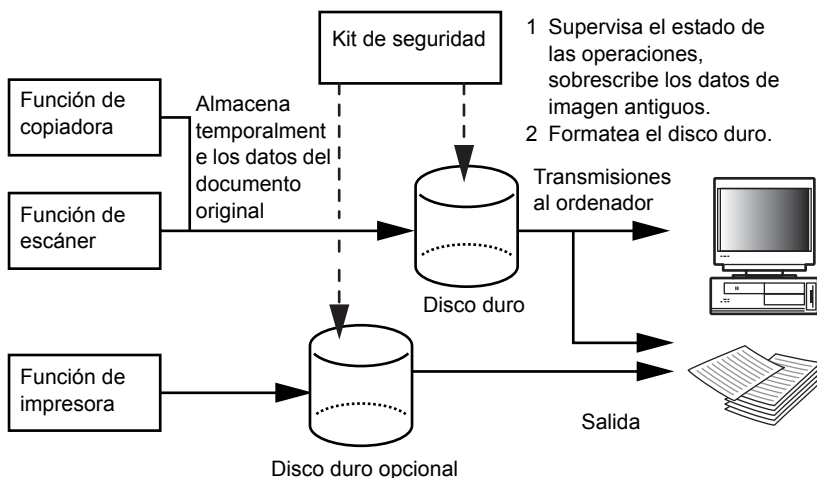 Kit de seguridad
1 Supervisa el estado de
las operaciones,
sobrescribe los datos de
imagen antiguos.
2 Formatea el disco duro.
Función de
copiadora
Almacena
temporalment
e los datos del
documento
original
Función de
escáner
Transmisiones
al ordenador
Disco duro
Función de
impresora
Salida
Disco duro opcional